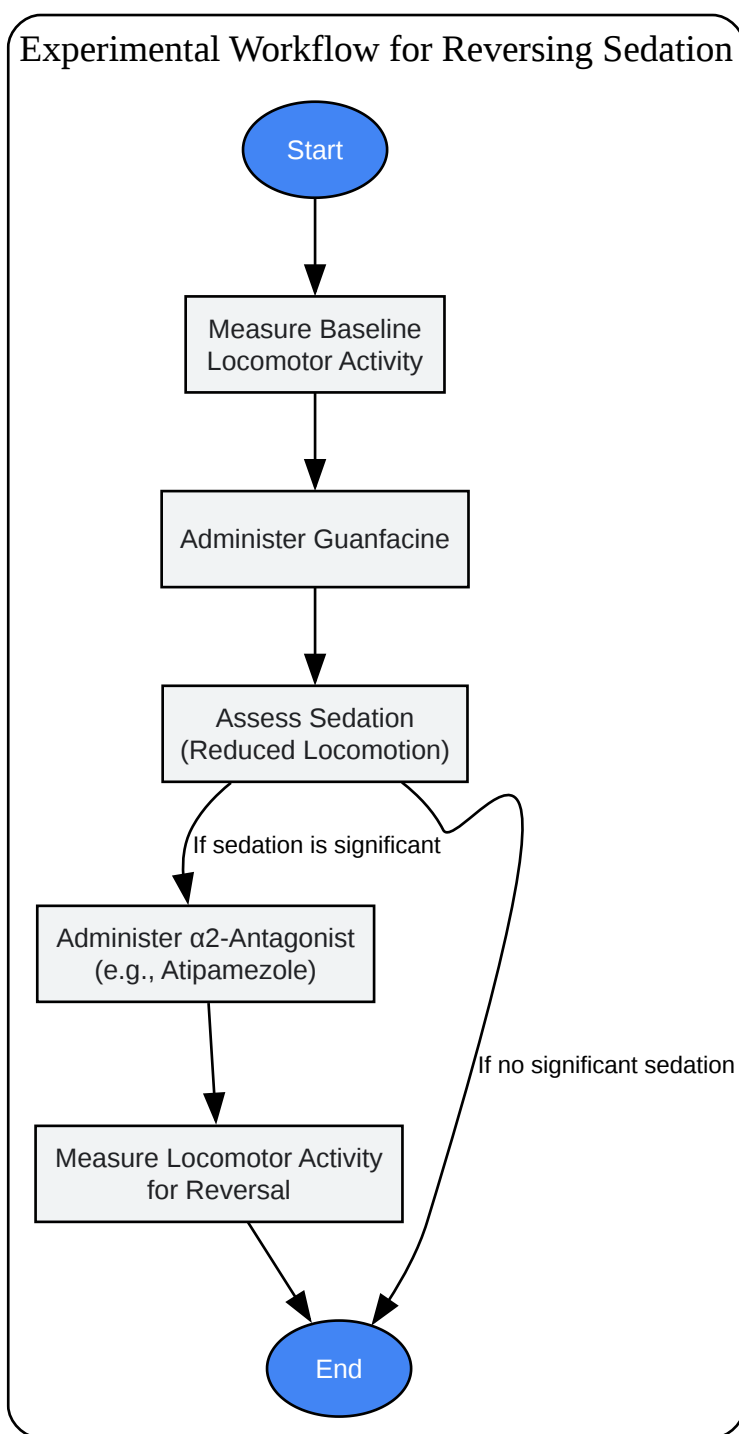 Experimental Workflow for Reversing Sedation
Start
Measure Baseline
Locomotor Activity
Administer Guanfacine
Assess Sedation
(Reduced Locomotion)
If sedation is significant
Administer α2-Antagonist
(e.g., Atipamezole)
If no significant sedation
Measure Locomotor Activity
for Reversal
End